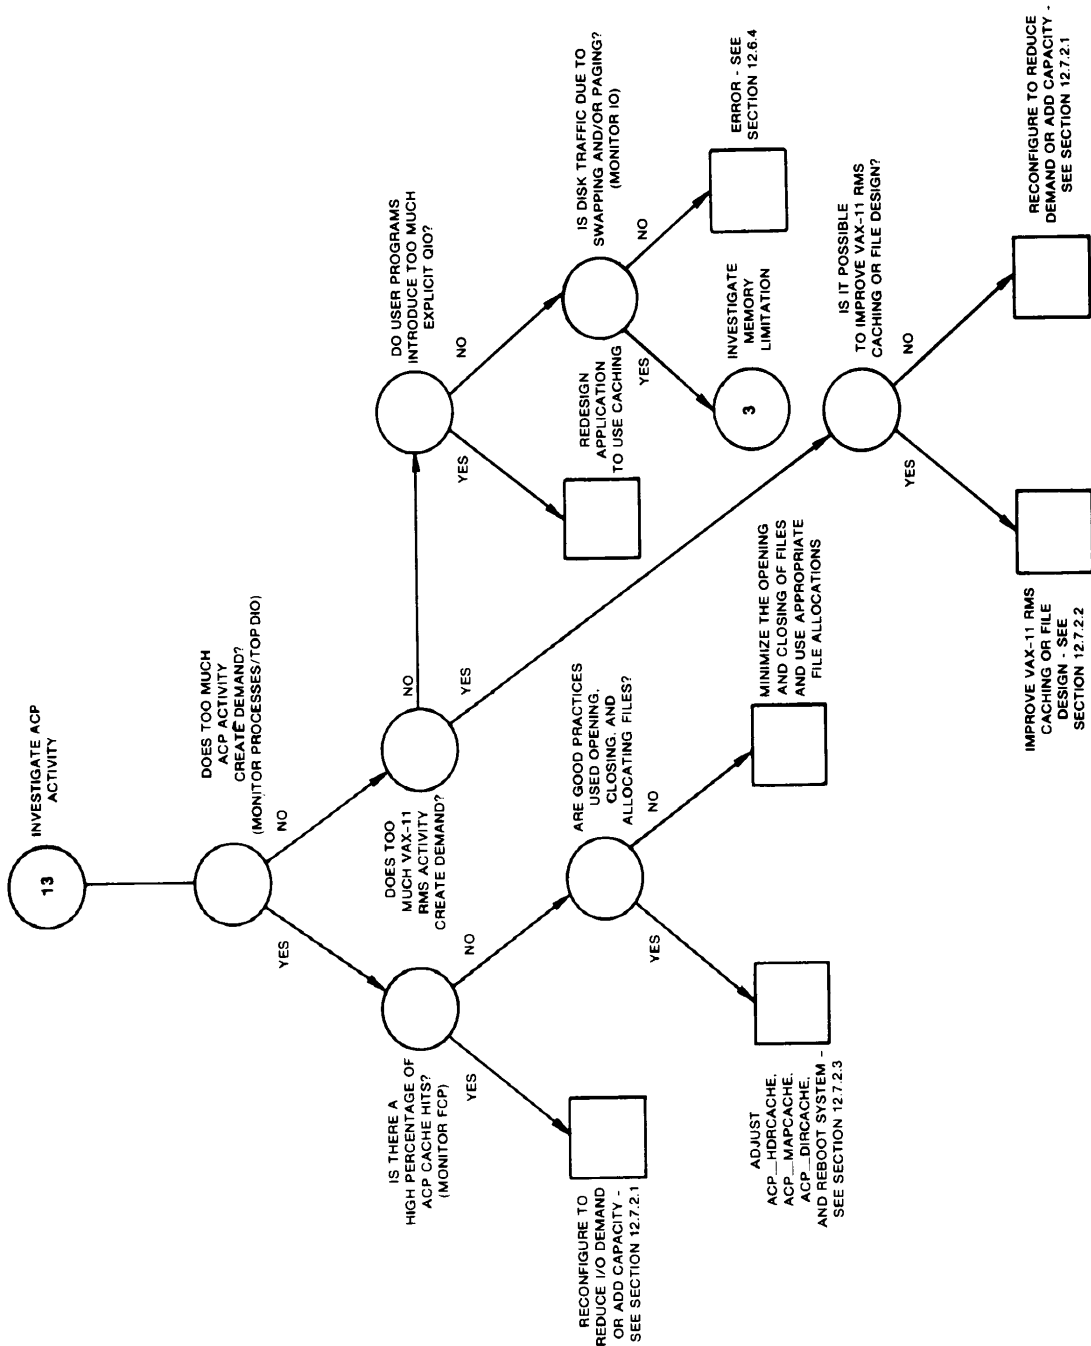 13
INVESTIGATE ACP
ACTIVITY
DOES TOO MUCH
ACP ACTIVITY
CREATE DEMAND?
(MONITOR PROCESSES/TOPDIO)
YES
NO
IS THERE A
HIGH PERCENTAGE OF
ACP CACHE HITS?
(MONITOR FCP)
YES
NO
DOES TOO
MUCH VAX-11
RMS ACTIVITY
CREATE DEMAND?
NO
YES
DO USER PROGRAMS
INTRODUCE TOO MUCH
EXPLICIT QIO?
YES
NO
RECONFIGURE TO
REDUCE I/O DEMAND
OR ADD CAPACITY -
SEE SECTION 12.7.2.1
ARE GOOD PRACTICES
USED OPENING,
CLOSING, AND
ALLOCATING FILES?
YES
NO
REDESIGN
APPLICATION
TO USE CACHING
IS DISK TRAFFIC DUE TO
SWAPPING AND/OR PAGING?
(MONITOR IO)
YES
NO
ADJUST
ACP_HDRCACHE,
ACP_MAPCACHE,
ACP_DIRCACHE,
AND REBOOT SYSTEM -
SEE SECTION 12.7.2.3
MINIMIZE THE OPENING
AND CLOSING OF FILES
AND USE APPROPRIATE
FILE ALLOCATIONS
3
INVESTIGATE
MEMORY
LIMITATION
ERROR - SEE
SECTION 12.6.4
IS IT POSSIBLE
TO IMPROVE VAX-11 RMS
CACHING OR FILE DESIGN?
YES
NO
IMPROVE VAX-11 RMS
CACHING OR FILE
DESIGN - SEE
SECTION 12.7.2.2
RECONFIGURE TO REDUCE
DEMAND OR ADD CAPACITY -
SEE SECTION 12.7.2.1